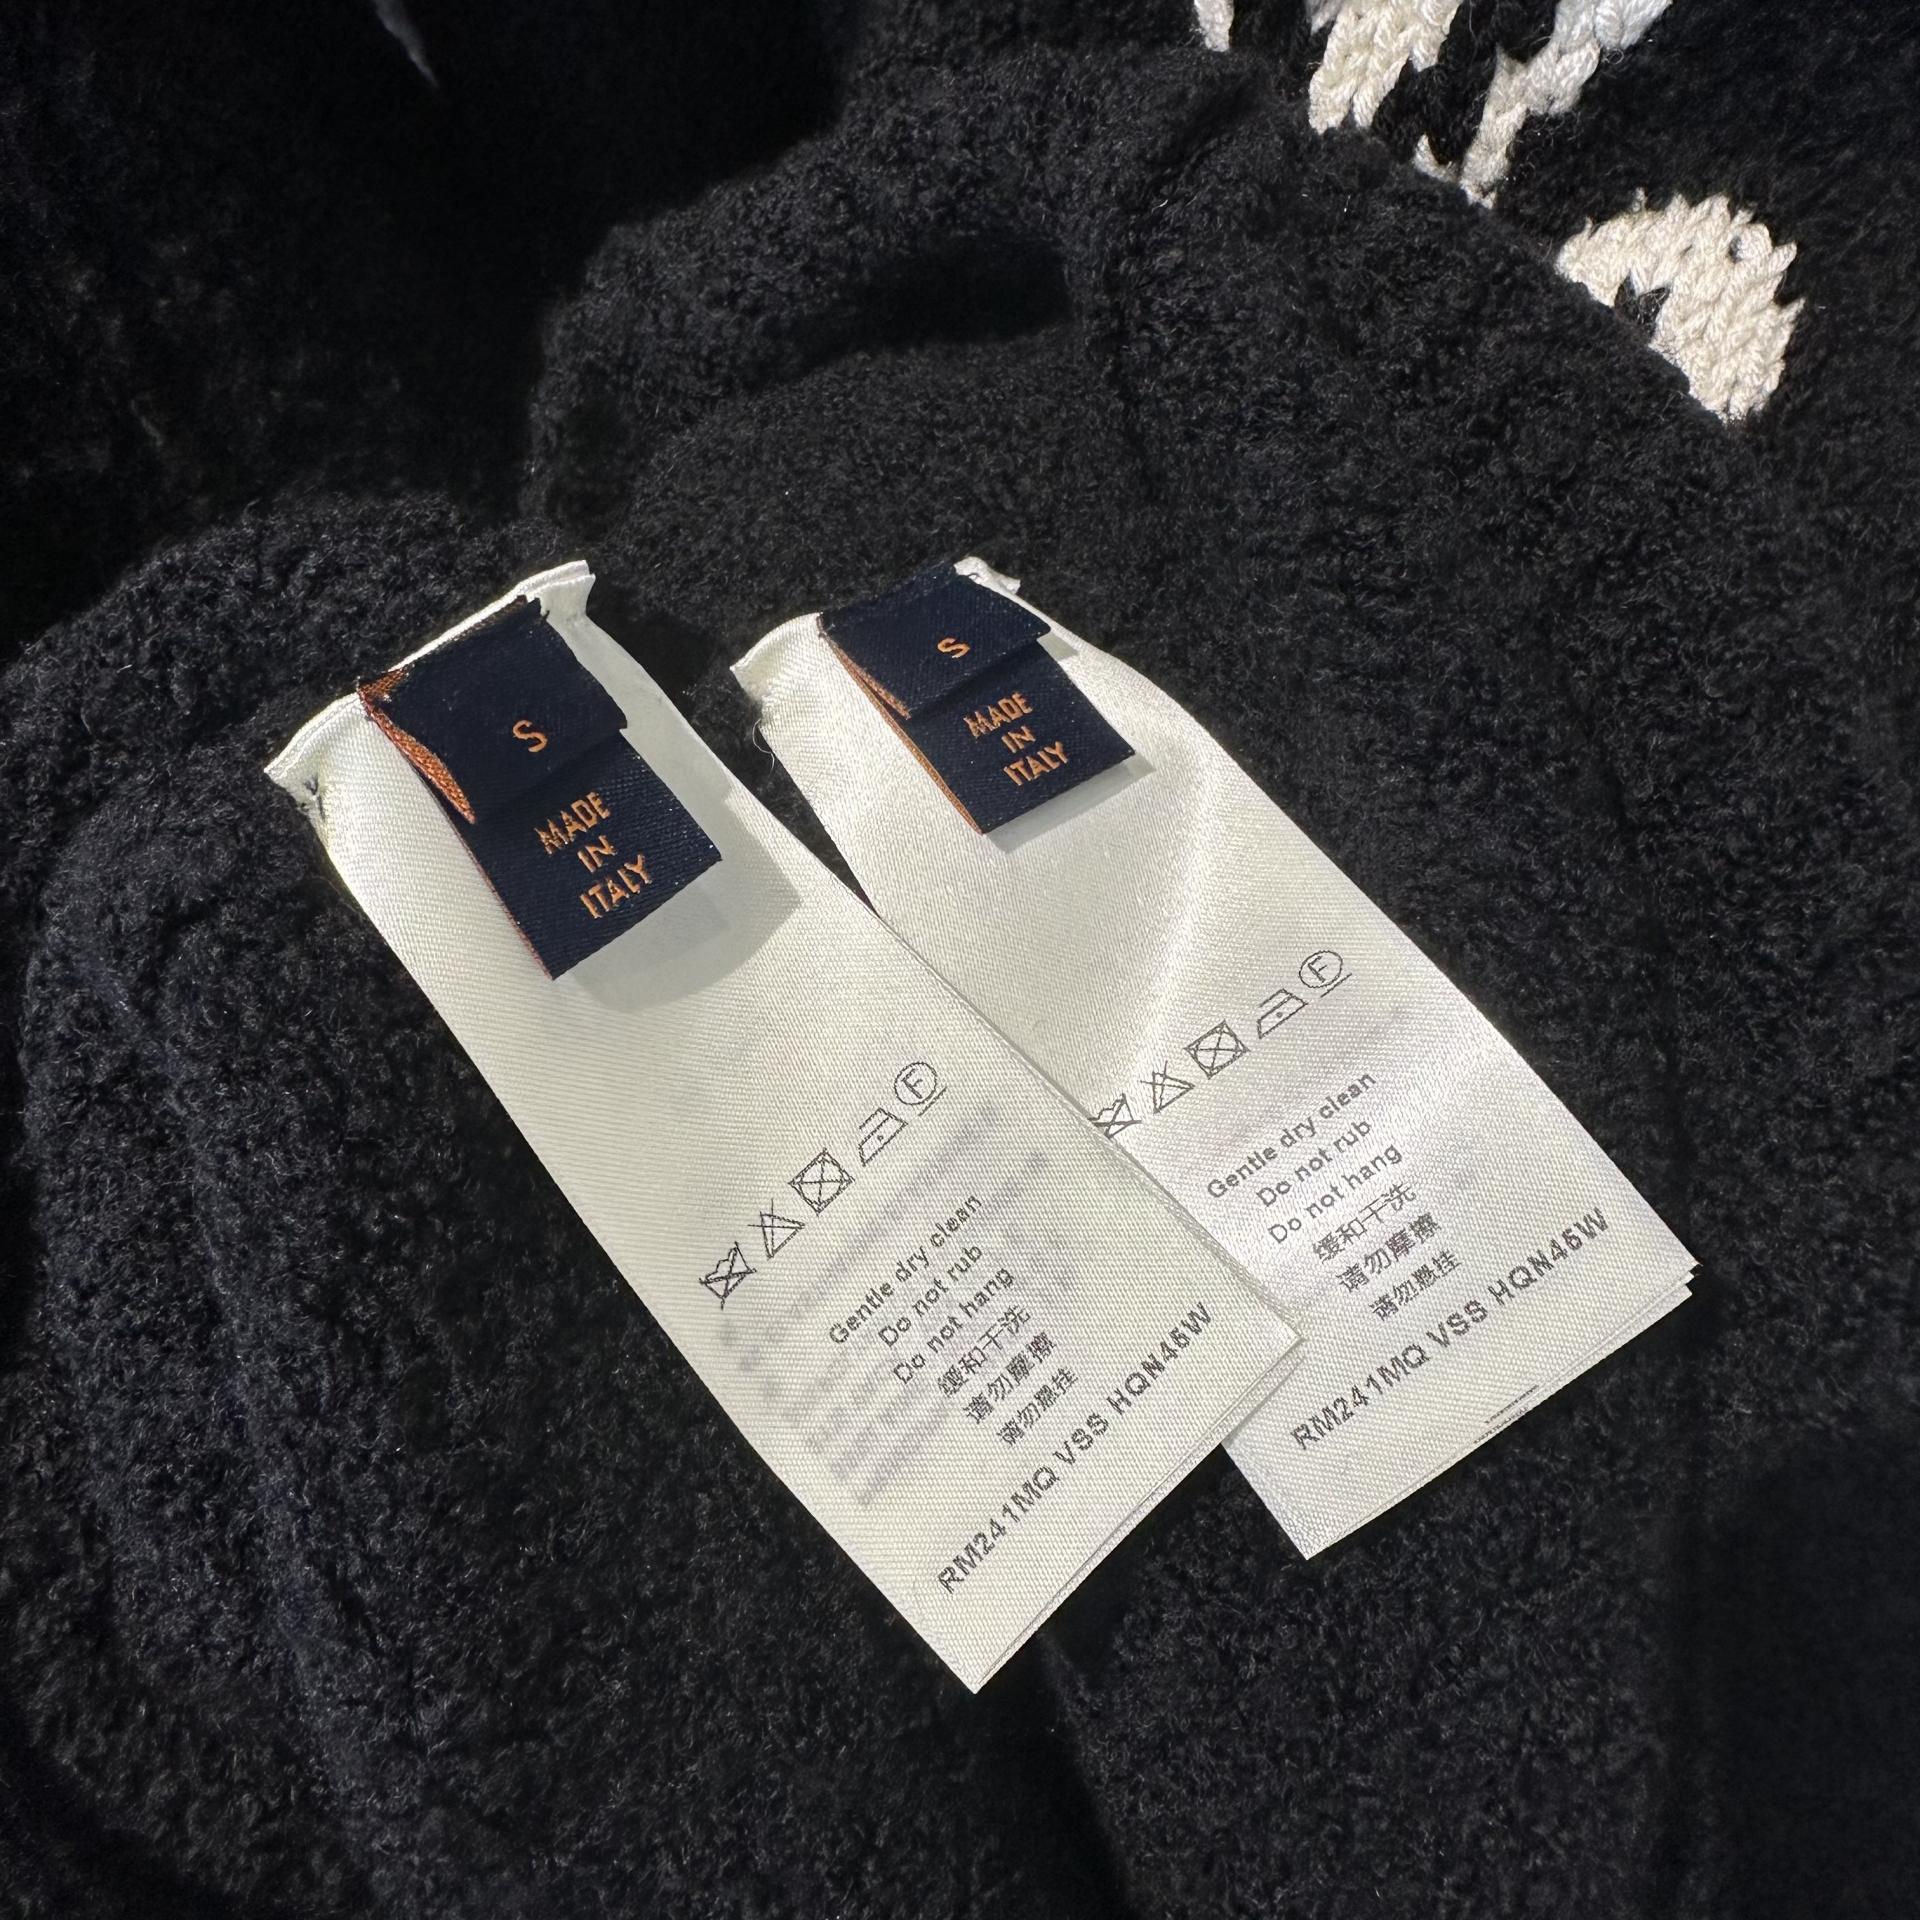 S
MADE
IN
ITALY
F
Gentle dry clean
Do not rub
Do not hang
缓和干洗
请勿摩擦
请勿悬挂
RM241MQ VSS HQN45W
S
MADE
IN
ITALY
F
Gentle dry clean
Do not rub
Do not hang
缓和干洗
请勿摩擦
请勿悬挂
RM241MQ VSS HQN45W